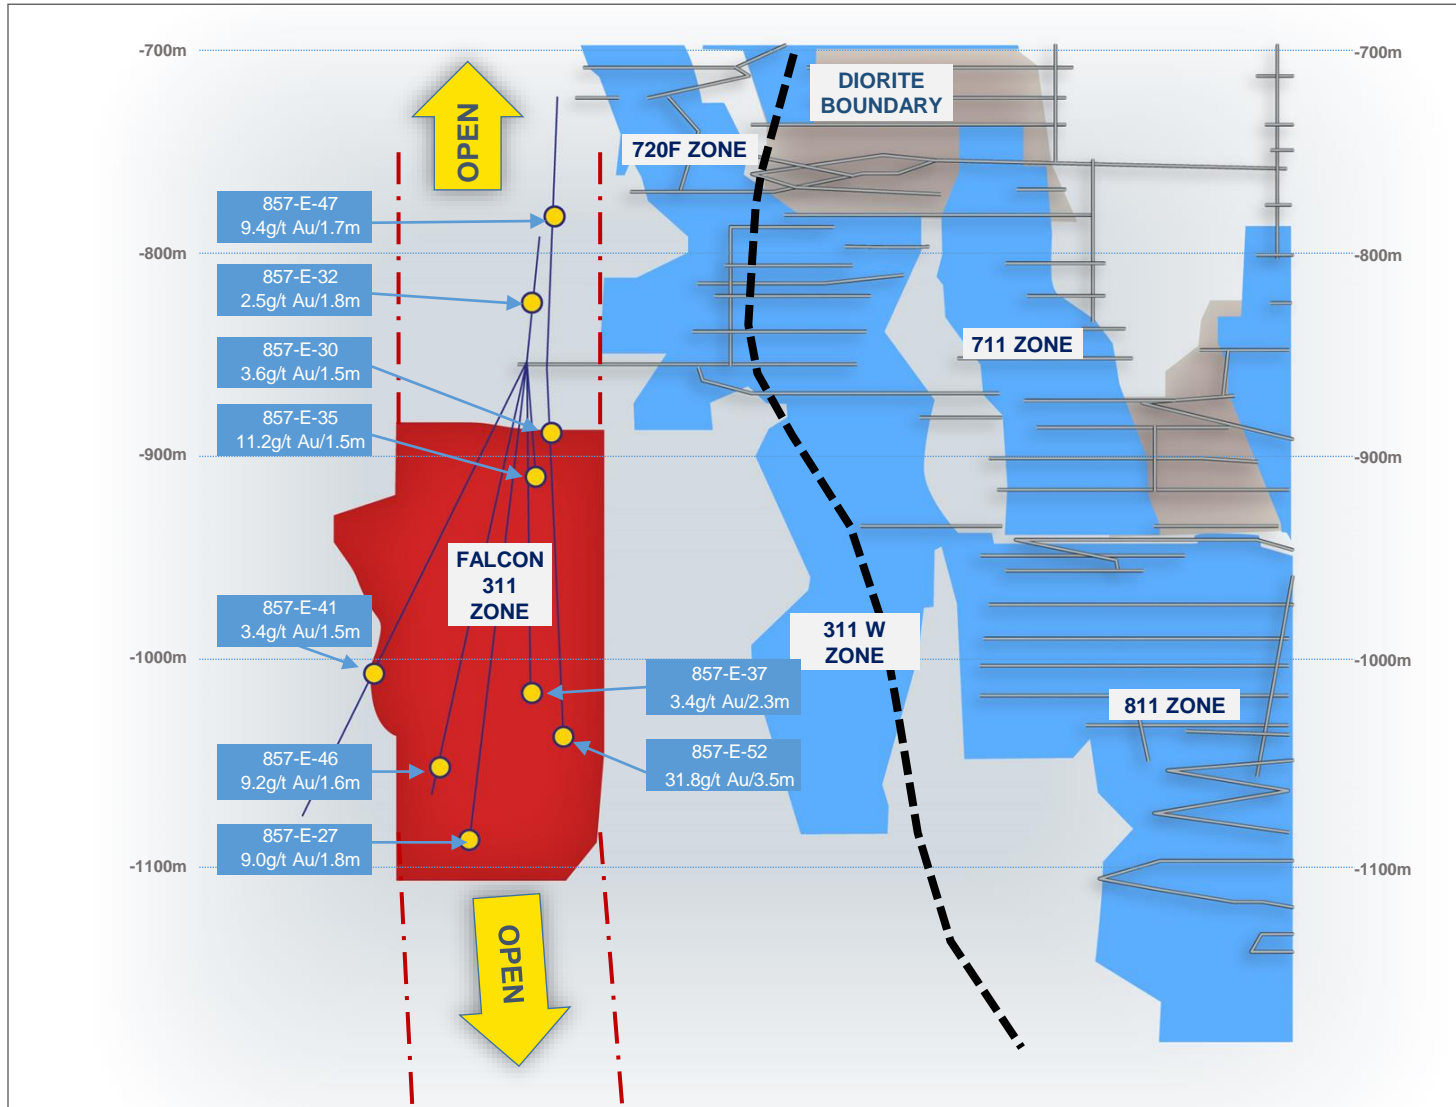 -700m
-700m
OPEN
DIORITE
BOUNDARY
720F ZONE
857-E-47
9.4g/t Au/1.7m
-800m
-800m
857-E-32
2.5g/t Au/1.8m
857-E-30
3.6g/t Au/1.5m
711 ZONE
857-E-35
11.2g/t Au/1.5m
-900m
-900m
FALCON
311
ZONE
857-E-41
3.4g/t Au/1.5m
311 W
ZONE
-1000m
-1000m
857-E-37
3.4g/t Au/2.3m
811 ZONE
857-E-46
9.2g/t Au/1.6m
857-E-52
31.8g/t Au/3.5m
857-E-27
9.0g/t Au/1.8m
-1100m
-1100m
OPEN